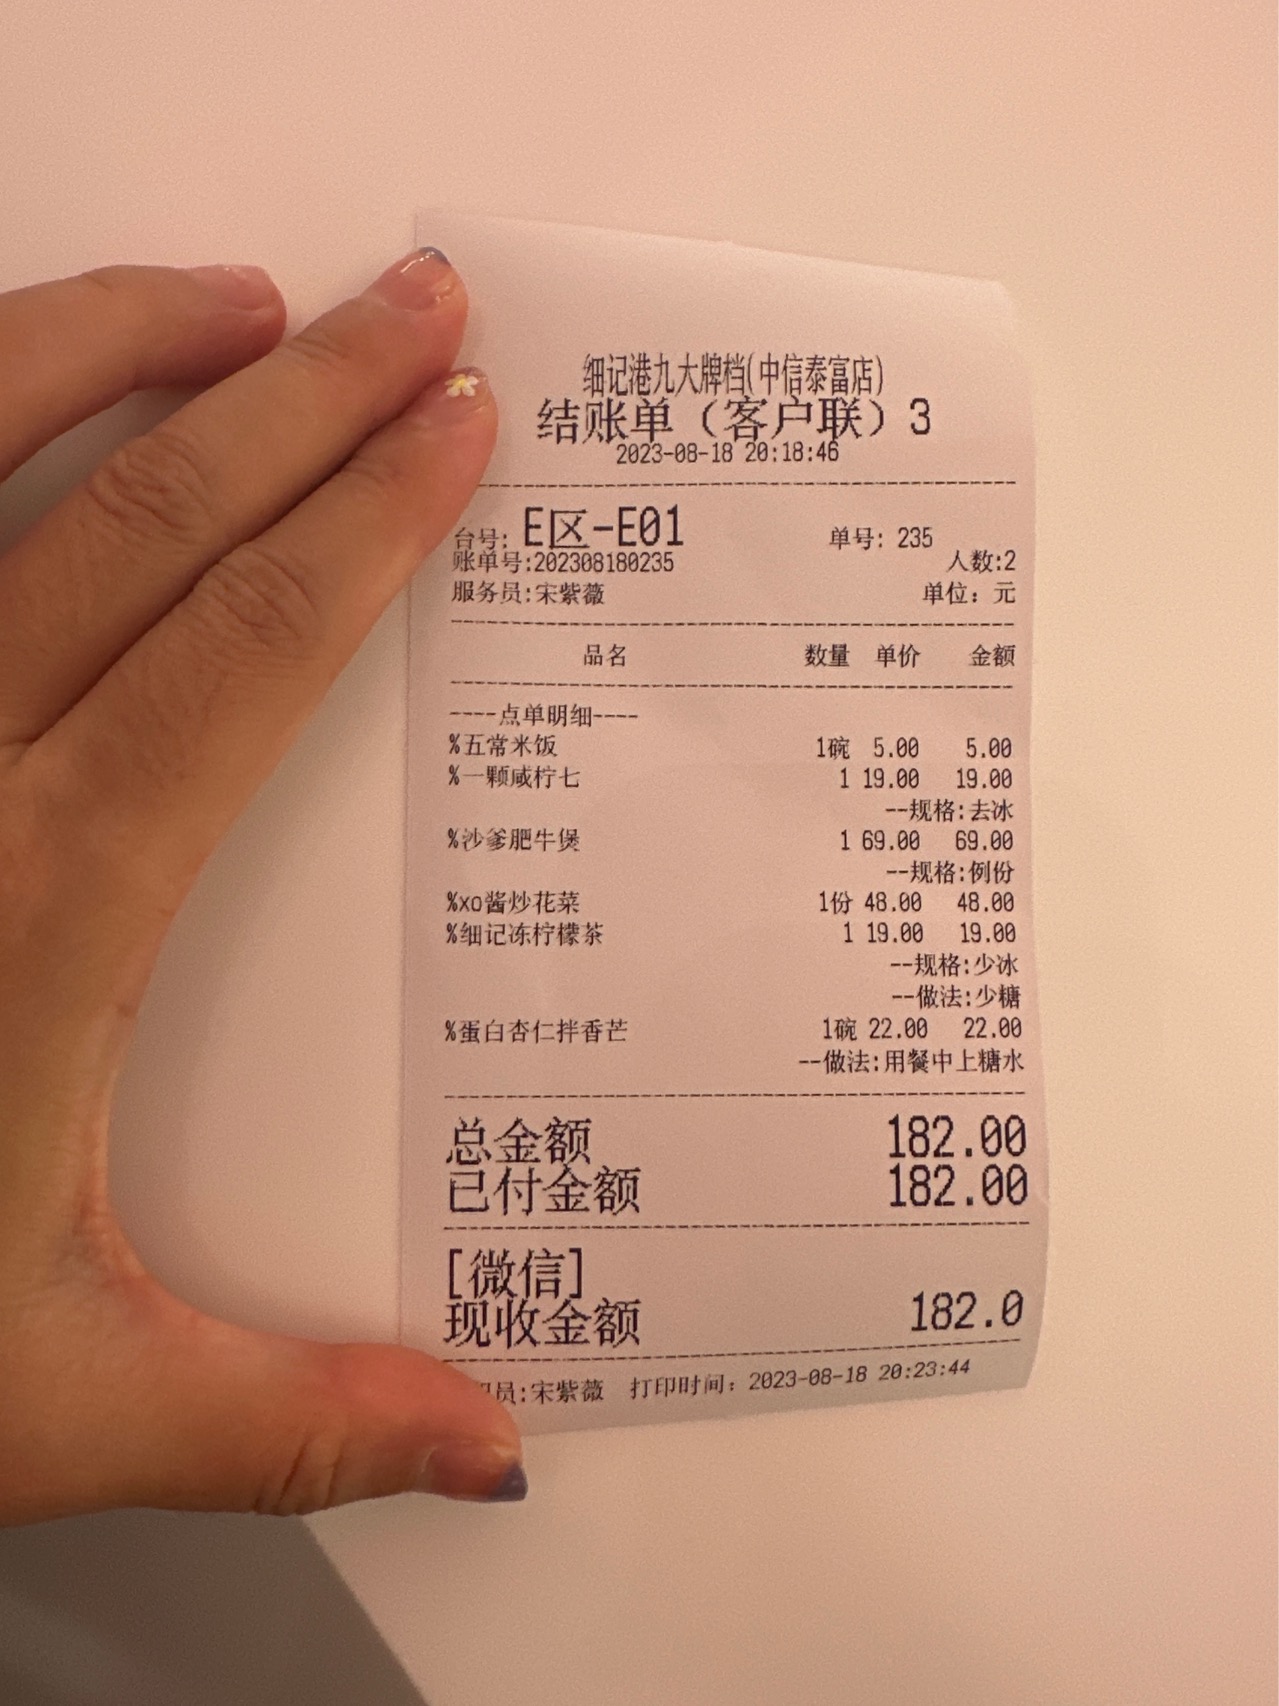 细记港九大牌档(中信泰富店)
结账单（客户联）3
2023-08-18 20:18:46
台号: E区-E01 单号: 235
账单号:202308180235 人数:2
服务员:宋紫薇 单位：元
品名 数量 单价 金额
----点单明细----
%五常米饭 1碗 5.00 5.00
%一颗咸柠七 1 19.00 19.00
--规格:去冰
%沙爹肥牛煲 1 69.00 69.00
--规格:例份
%xo酱炒花菜 1份 48.00 48.00
%细记冻柠檬茶 1 19.00 19.00
--规格:少冰
--做法:少糖
%蛋白杏仁拌香芒 1碗 22.00 22.00
--做法:用餐中上糖水
总金额 182.00
已付金额 182.00
[微信]
现收金额 182.0
员:宋紫薇 打印时间：2023-08-18 20:23:44